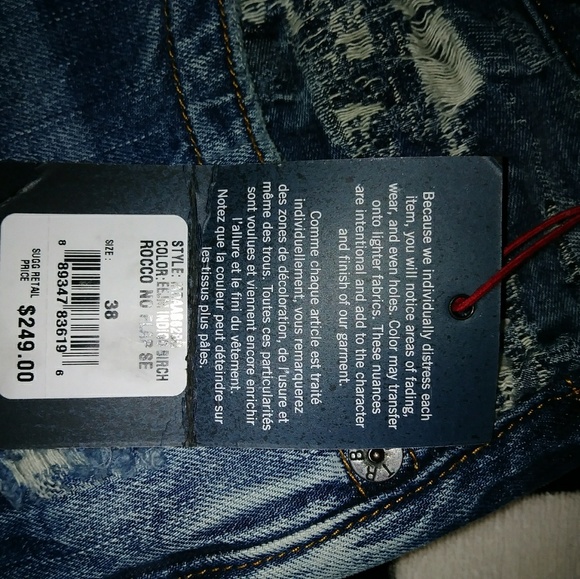 Because we individually distress each
item, you will notice areas of fading,
wear, and even holes. Color may transfer
onto lighter fabrics. These nuances
are intentional and add to the character
and finish of our garment.
Comme chaque article est traité
individuellement, vous remarquerez
des zones de décoloration, de l'usure et
même des trous. Toutes ces particularités
sont voulues et viennent encore enrichir
l'allure et le fini du vêtement.
Notez que la couleur peut déteindre sur
les tissus plus pâles.
STYLE:
COLOR: BIRCH
ROCCO NO FLAP SE
SIZE: 38
8 89347 83619 6
SUGG RETAIL
PRICE $249.00
T R B